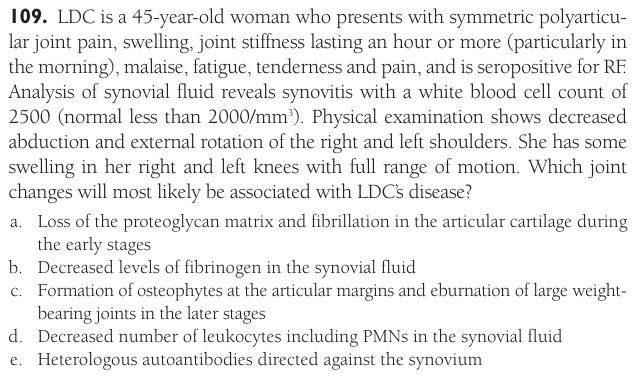 109. LDC is a 45-year-old woman who presents with symmetric polyarticu-
lar joint pain, swelling, joint stiffness lasting an hour or more (particularly in
the morning), malaise, fatigue, tenderness and pain, and is seropositive for RF.
Analysis of synovial fluid reveals synovitis with a white blood cell count of
2500 (normal less than 2000/mm³). Physical examination shows decreased
abduction and external rotation of the right and left shoulders. She has some
swelling in her right and left knees with full range of motion. Which joint
changes will most likely be associated with LDC's disease?
a. Loss of the proteoglycan matrix and fibrillation in the articular cartilage during
the early stages
b. Decreased levels of fibrinogen in the synovial fluid
c. Formation of osteophytes at the articular margins and eburnation of large weight-
bearing joints in the later stages
d. Decreased number of leukocytes including PMNs in the synovial fluid
e. Heterologous autoantibodies directed against the synovium